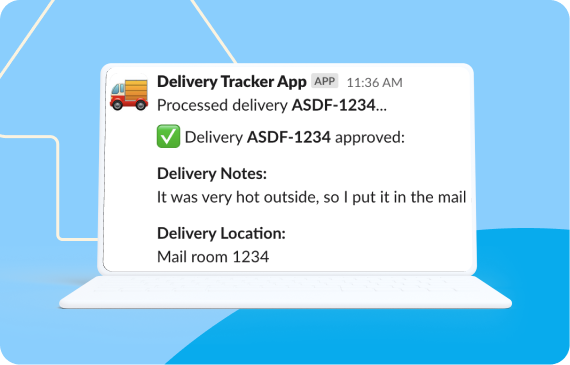 Delivery Tracker App APP 11:36 AM
Processed delivery ASDF-1234...
Delivery ASDF-1234 approved:
Delivery Notes:
It was very hot outside, so I put it in the mail
Delivery Location:
Mail room 1234